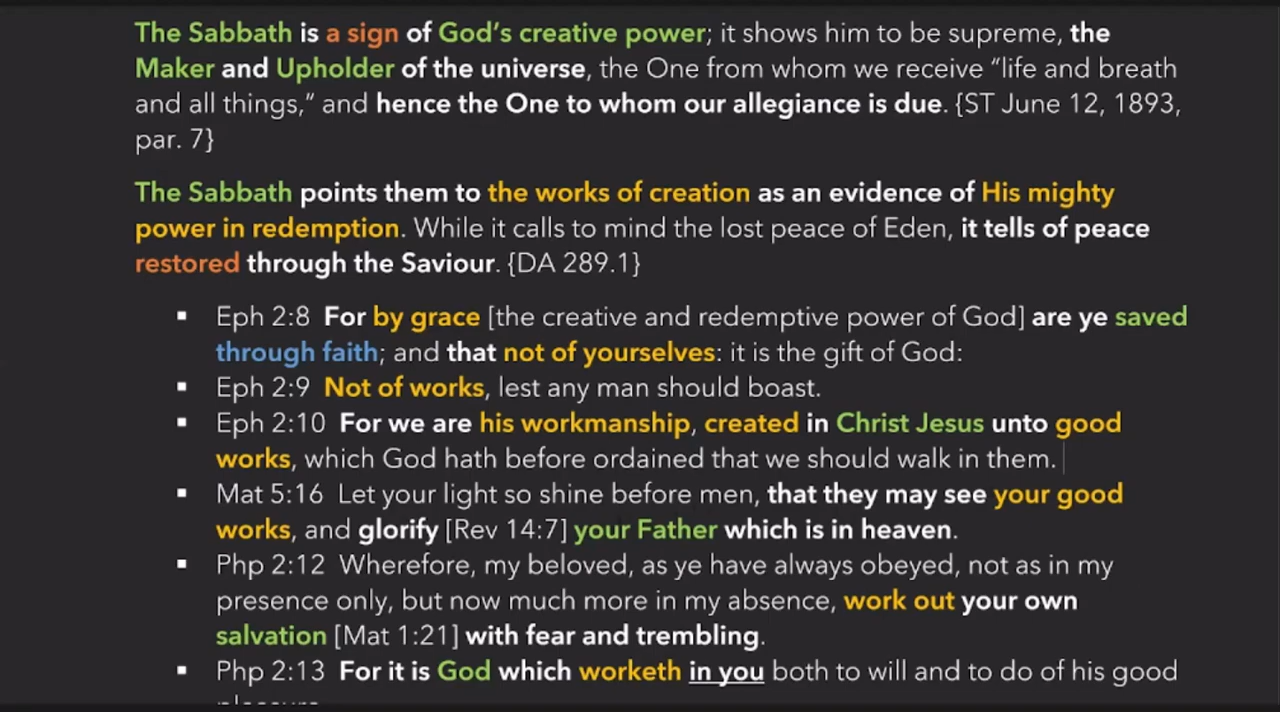 The Sabbath is a sign of God’s creative power; it shows him to be supreme, the
Maker and Upholder of the universe, the One from whom we receive “life and breath
and all things,” and hence the One to whom our allegiance is due. {ST June 12, 1893,
par. 7}
The Sabbath points them to the works of creation as an evidence of His mighty
power in redemption. While it calls to mind the lost peace of Eden, it tells of peace
restored through the Saviour. {DA 289.1}
▪ Eph 2:8 For by grace [the creative and redemptive power of God] are ye saved
through faith; and that not of yourselves: it is the gift of God:
▪ Eph 2:9 Not of works, lest any man should boast.
▪ Eph 2:10 For we are his workmanship, created in Christ Jesus unto good
works, which God hath before ordained that we should walk in them.
▪ Mat 5:16 Let your light so shine before men, that they may see your good
works, and glorify [Rev 14:7] your Father which is in heaven.
▪ Php 2:12 Wherefore, my beloved, as ye have always obeyed, not as in my
presence only, but now much more in my absence, work out your own
salvation [Mat 1:21] with fear and trembling.
▪ Php 2:13 For it is God which worketh in you both to will and to do of his good